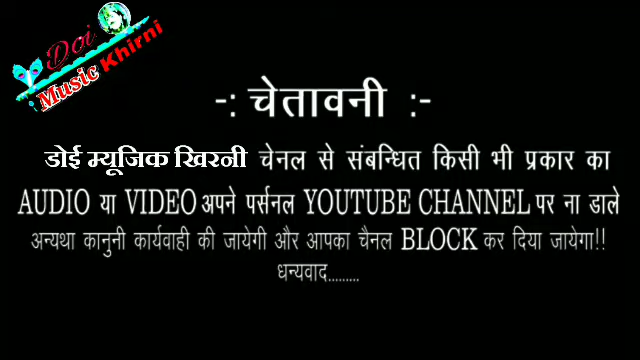 Doi
Music Khirni
-: चेतावनी :-
डोई म्यूजिक खिरनी चेनल से संबन्धित किसी भी प्रकार का
AUDIO या VIDEO अपने पर्सनल YOUTUBE CHANNEL पर ना डाले
अन्यथा कानुनी कार्यवाही की जायेगी और आपका चैनल BLOCK कर दिया जायेगा!!
धन्यवाद.........